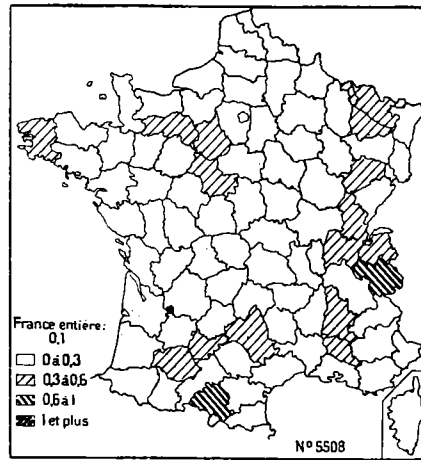 France entière:
0,1
0 à 0,3
0,3 à 0,6
0,6 à 1
1 et plus
N° 5508